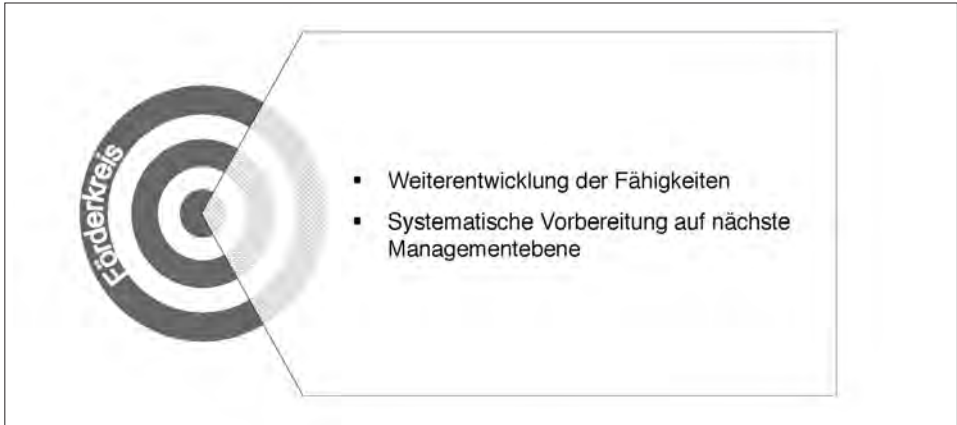 Förderkreis
▪ Weiterentwicklung der Fähigkeiten
▪ Systematische Vorbereitung auf nächste
Managementebene